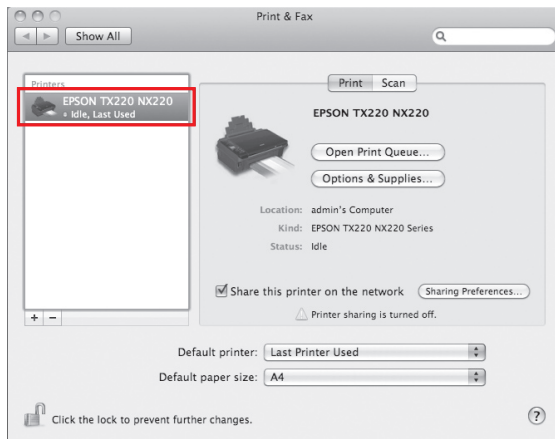 Print & Fax
Show All
Printers
EPSON TX220 NX220
Idle, Last Used
Print Scan
EPSON TX220 NX220
Open Print Queue...
Options & Supplies...
Location: admin's Computer
Kind: EPSON TX220 NX220 Series
Status: Idle
Share this printer on the network Sharing Preferences...
Printer sharing is turned off.
+ −
Default printer: Last Printer Used
Default paper size: A4
Click the lock to prevent further changes. ?